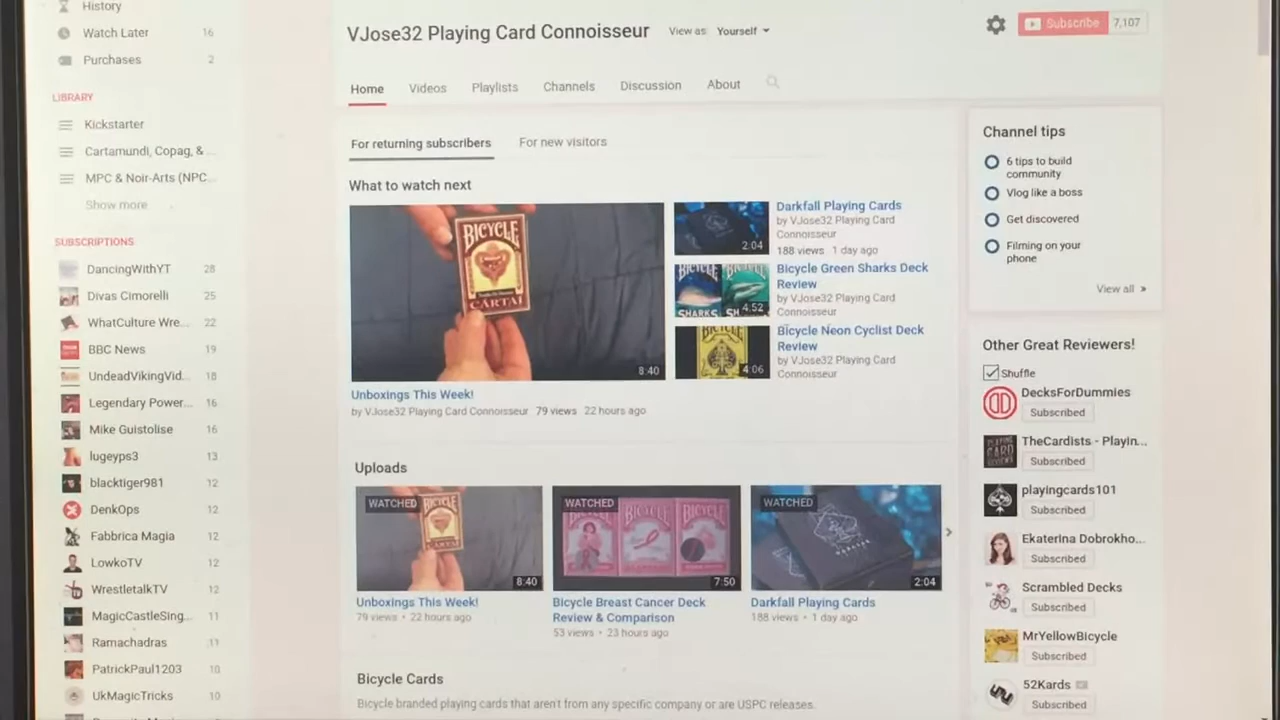 History
Watch Later 16
Purchases 2
LIBRARY
Kickstarter
Cartamundi, Copag, & ...
MPC & Noir-Arts (NPC...
Show more
SUBSCRIPTIONS
DancingWithYT 28
Divas Cimorelli 25
WhatCulture Wre... 22
BBC News 19
UndeadVikingVid... 18
Legendary Power... 16
Mike Guistolise 16
lugeyps3 13
blacktiger981 12
DenkOps 12
Fabbrica Magia 12
LowkoTV 12
WrestletalkTV 12
MagicCastleSing... 11
Ramachadras 11
PatrickPaul1203 10
UkMagicTricks 10
VJose32 Playing Card Connoisseur
View as: Yourself
Subscribe 7,107
Home Videos Playlists Channels Discussion About
For returning subscribers For new visitors
What to watch next
BICYCLE
CARTAI
8:40
Unboxings This Week!
by VJose32 Playing Card Connoisseur 79 views 22 hours ago
2:04
Darkfall Playing Cards
by VJose32 Playing Card
Connoisseur
188 views 1 day ago
BICYCLE
SHARKS
4:52
Bicycle Green Sharks Deck
Review
by VJose32 Playing Card
Connoisseur
BICYCLE
4:06
Bicycle Neon Cyclist Deck
Review
by VJose32 Playing Card
Connoisseur
Uploads
WATCHED
BICYCLE
8:40
Unboxings This Week!
79 views • 22 hours ago
WATCHED
BICYCLE BICYCLE BICYCLE
7:50
Bicycle Breast Cancer Deck
Review & Comparison
53 views • 23 hours ago
WATCHED
2:04
Darkfall Playing Cards
188 views • 1 day ago
Bicycle Cards
Bicycle branded playing cards that aren't from any specific company or are USPC releases.
Channel tips
6 tips to build
community
Vlog like a boss
Get discovered
Filming on your
phone
View all »
Other Great Reviewers!
Shuffle
DecksForDummies
Subscribed
TheCardists - Playin...
Subscribed
playingcards101
Subscribed
Ekaterina Dobrokho...
Subscribed
Scrambled Decks
Subscribed
MrYellowBicycle
Subscribed
52Kards
Subscribed